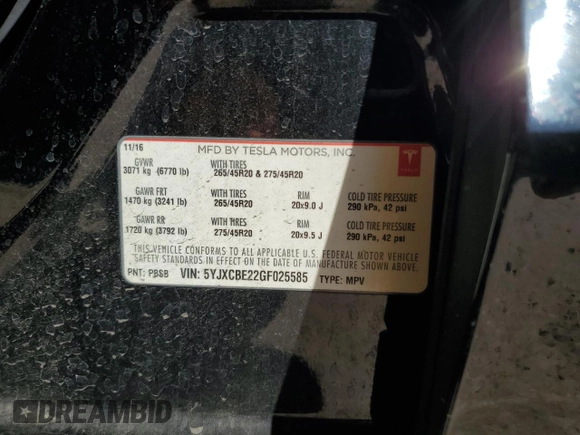 11/16 MFD BY TESLA MOTORS, INC.
GVWR WITH TIRES
3071 kg (6770 lb) 265/45R20 & 275/45R20
GAWR FRT WITH TIRES RIM COLD TIRE PRESSURE
1470 kg (3241 lb) 265/45R20 20x9.0 J 290 kPa, 42 psi
GAWR RR WITH TIRES RIM COLD TIRE PRESSURE
1720 kg (3792 lb) 275/45R20 20x9.5 J 290 kPa, 42 psi
THIS VEHICLE CONFORMS TO ALL APPLICABLE U.S. FEDERAL MOTOR VEHICLE
SAFETY STANDARDS IN EFFECT ON THE DATE OF MANUFACTURE SHOWN ABOVE.
PNT: PBSB VIN: 5YJXCBE22GF025585 TYPE: MPV
TESLA
DREAMBID